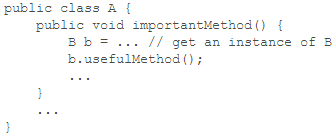 public class A {
    public void importantMethod() {
        B b = ... // get an instance of B
        b.usefulMethod();
        ...
    }
    ...
}